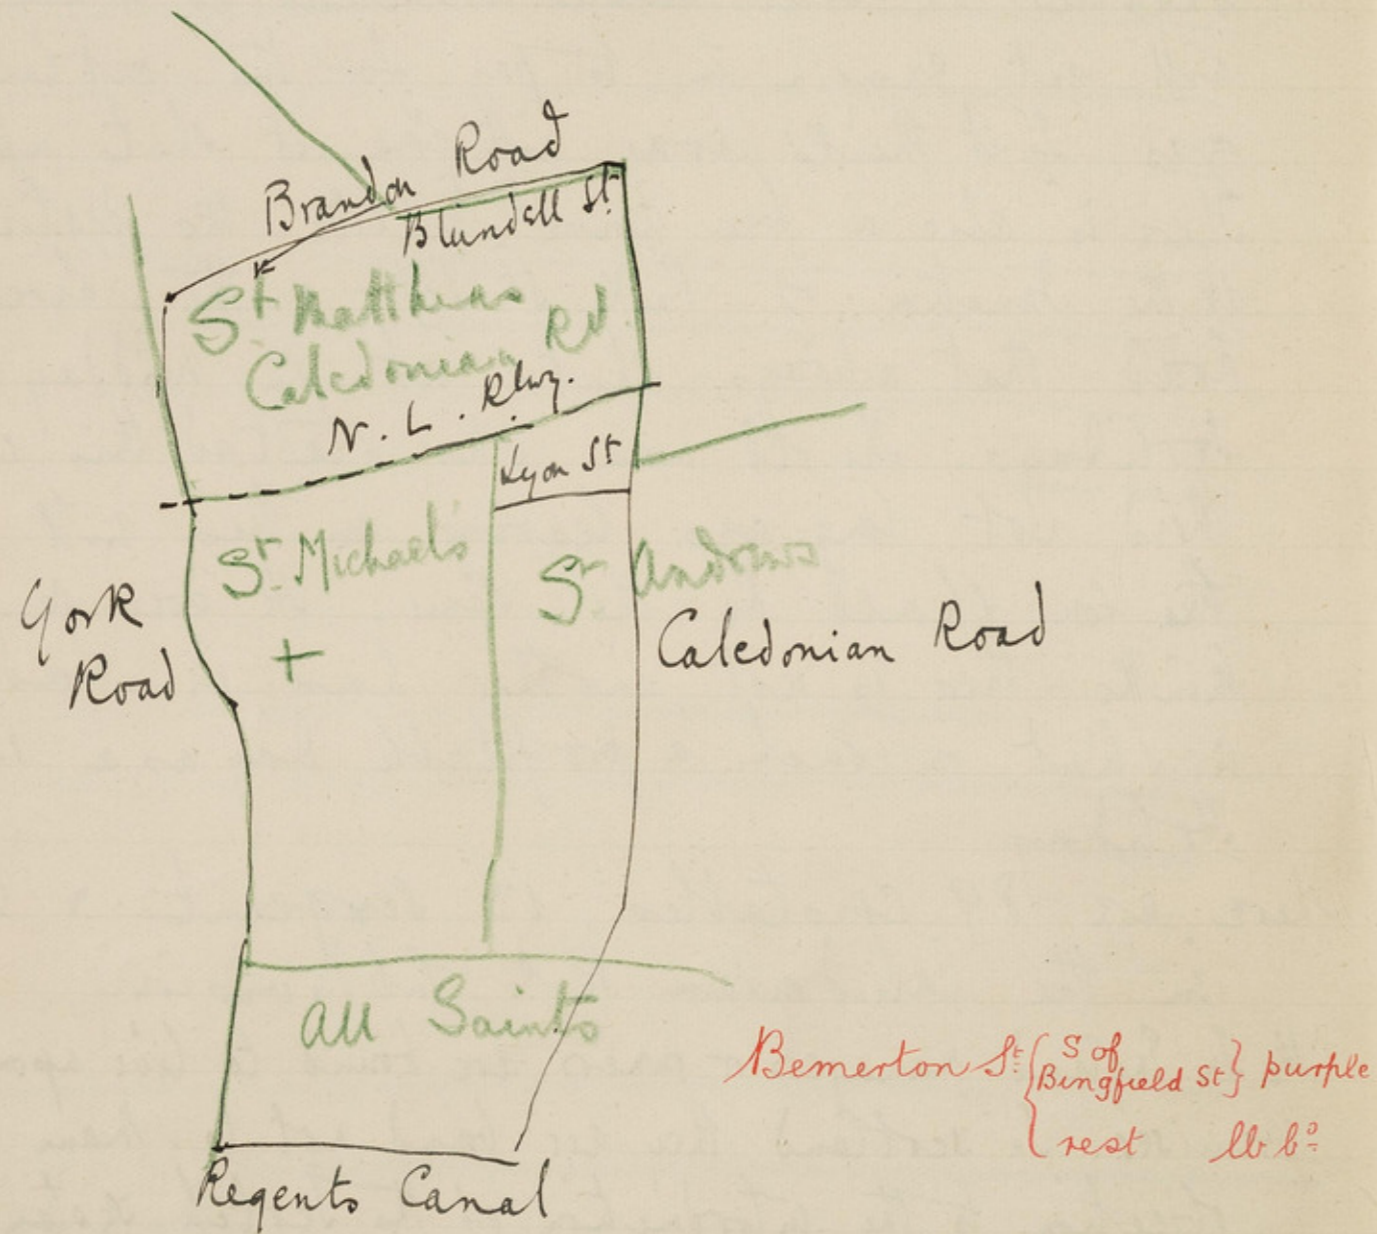 Brandon Road
Blundell St.
St Matthias
Caledonian Rd
N. L. Rlwy.
Lyon St
St. Michael's
St Andrews
York
Road
Caledonian Road
All Saints
Regents Canal
Bemerton St: { S of
Bingfield St } purple
rest lb bo